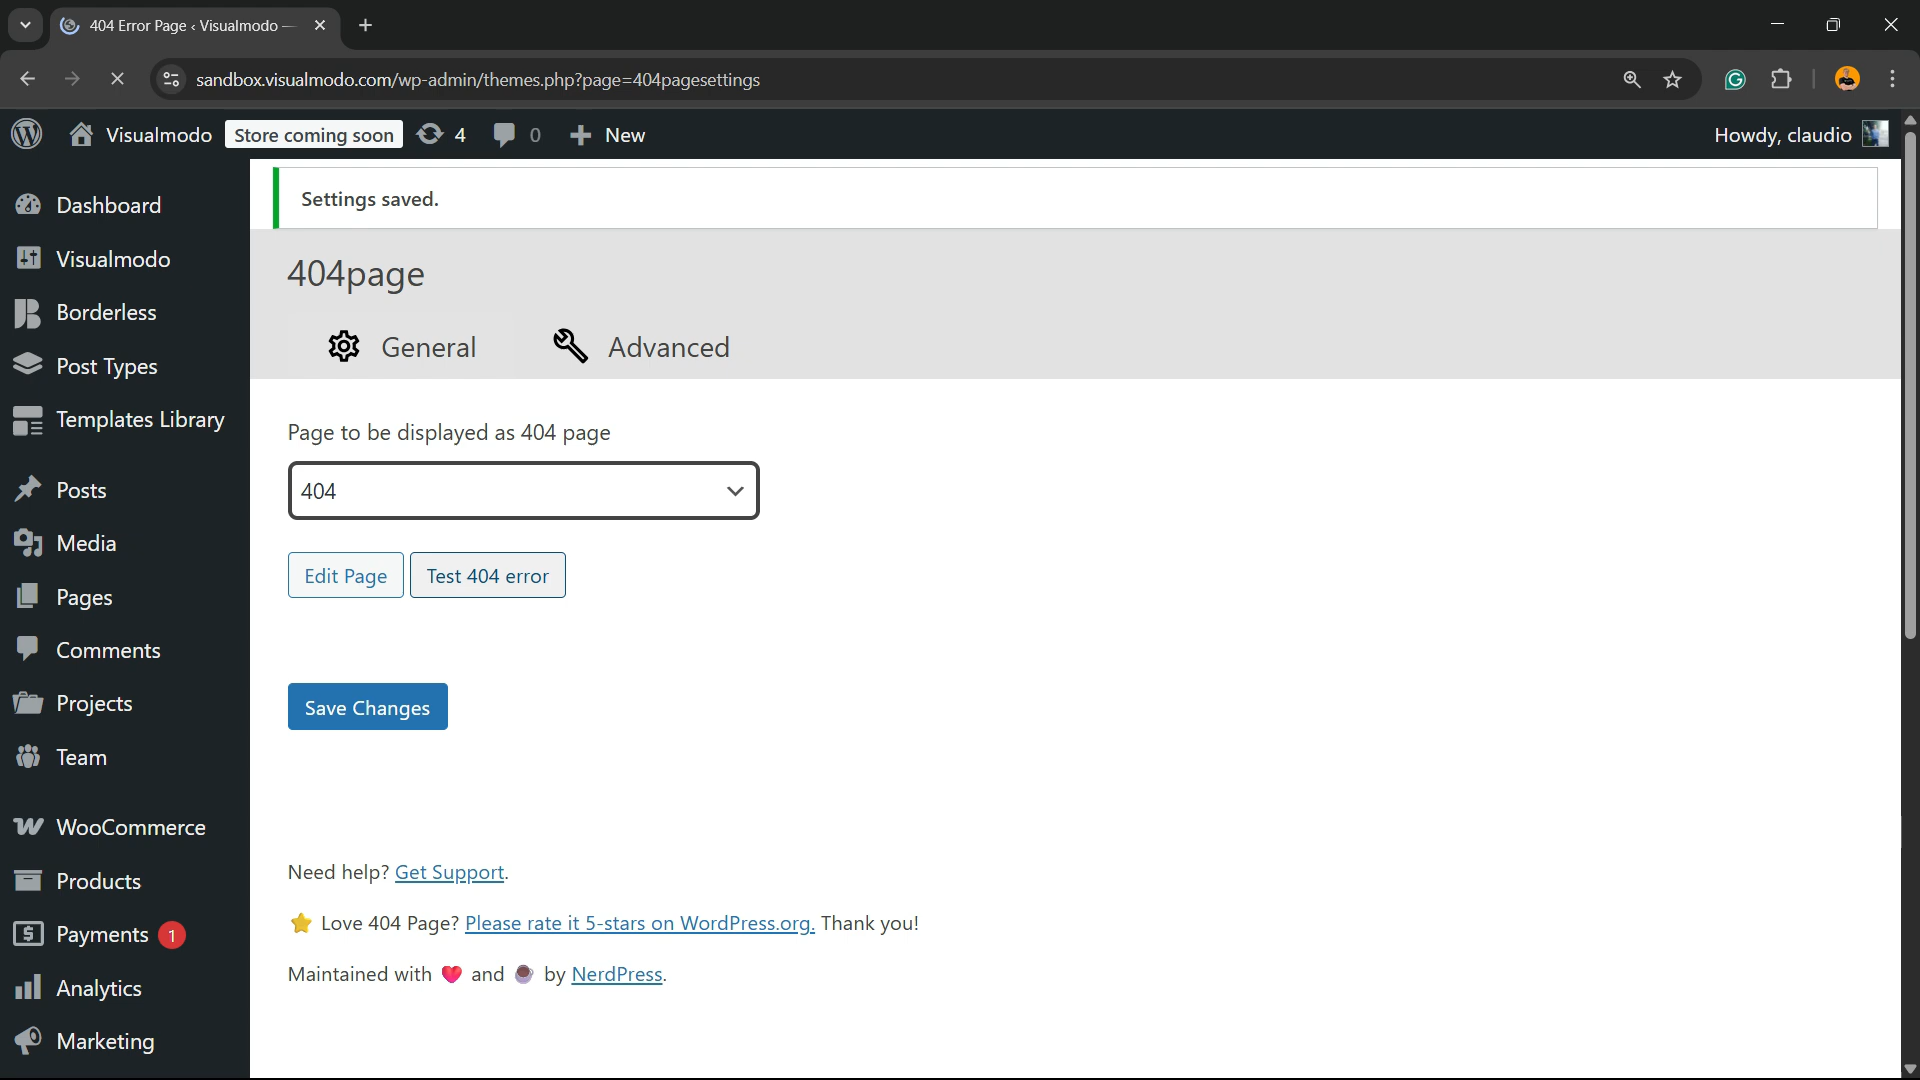 404 Error Page ‹ Visualmodo —
sandbox.visualmodo.com/wp-admin/themes.php?page=404pagesettings
Visualmodo Store coming soon 4 0 New Howdy, claudio
Settings saved.
404page
General Advanced
Page to be displayed as 404 page
404
Edit Page Test 404 error
Save Changes
Need help? Get Support.
Love 404 Page? Please rate it 5-stars on WordPress.org. Thank you!
Maintained with ❤️ and ☕ by NerdPress.
Dashboard
Visualmodo
Borderless
Post Types
Templates Library
Posts
Media
Pages
Comments
Projects
Team
WooCommerce
Products
Payments 1
Analytics
Marketing